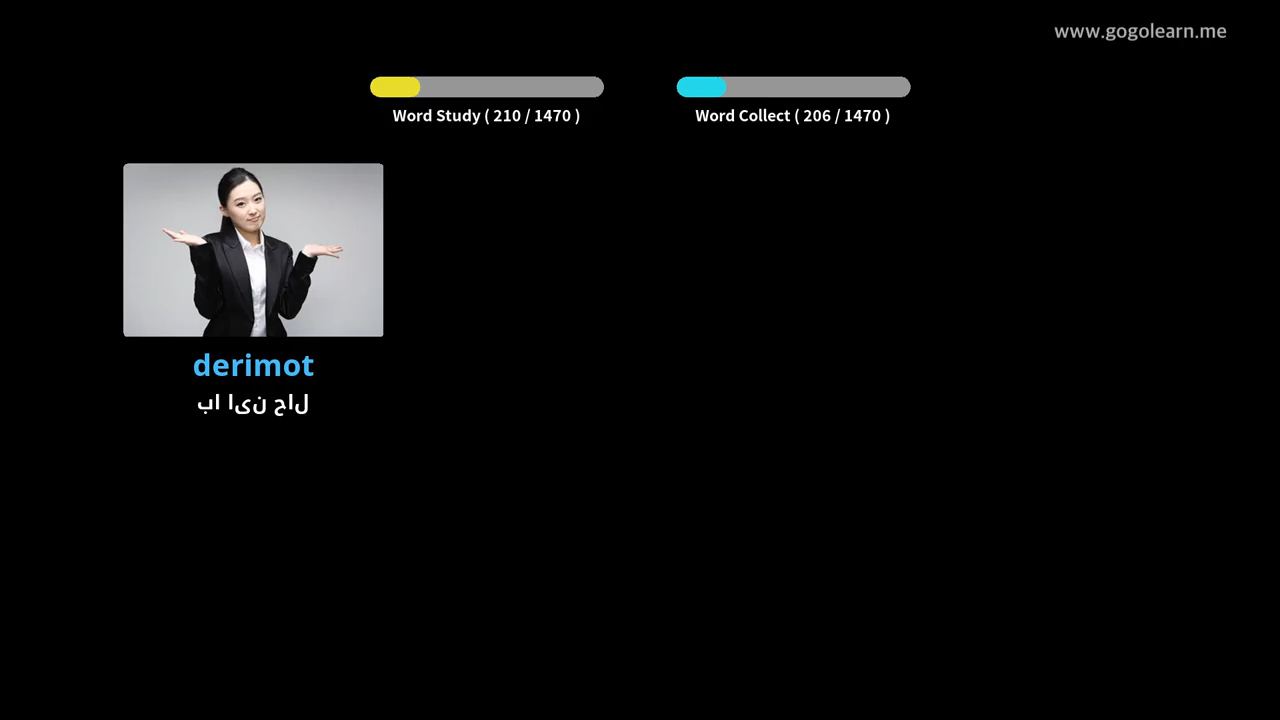 www.gogolearn.me
Word Study ( 210 / 1470 )
Word Collect ( 206 / 1470 )
derimot
با این حال